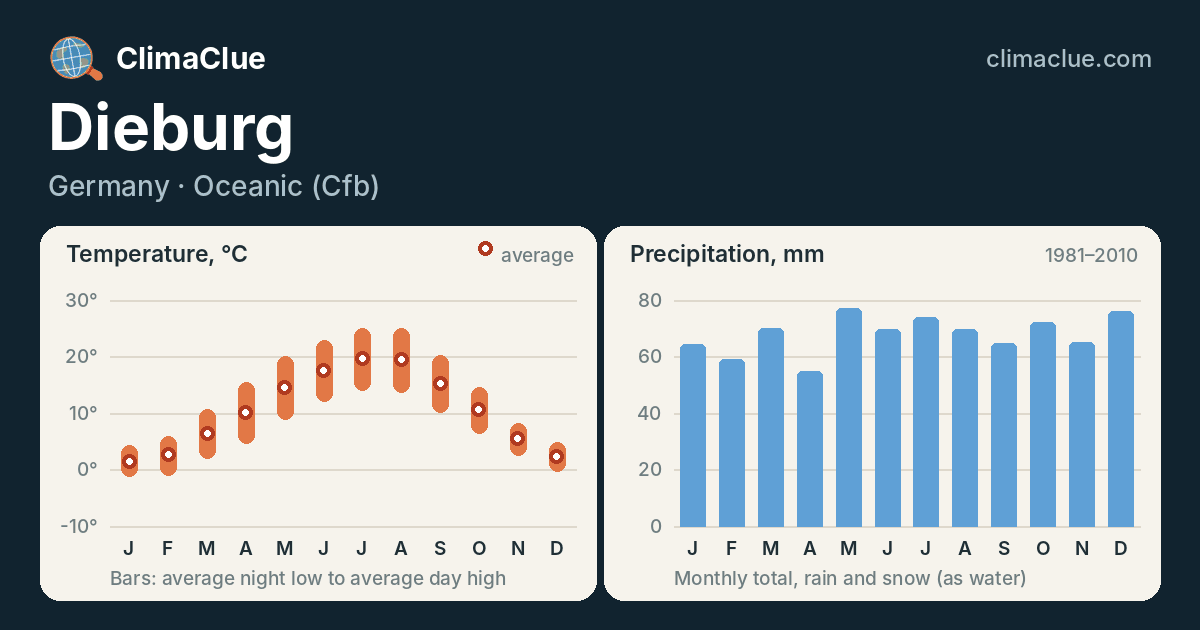 ClimaClue
climaclue.com
Dieburg
Germany · Oceanic (Cfb)
Temperature, °C
average
30°
20°
10°
0°
-10°
J F M A M J J A S O N D
Bars: average night low to average day high
Precipitation, mm
1981–2010
80
60
40
20
0
J F M A M J J A S O N D
Monthly total, rain and snow (as water)